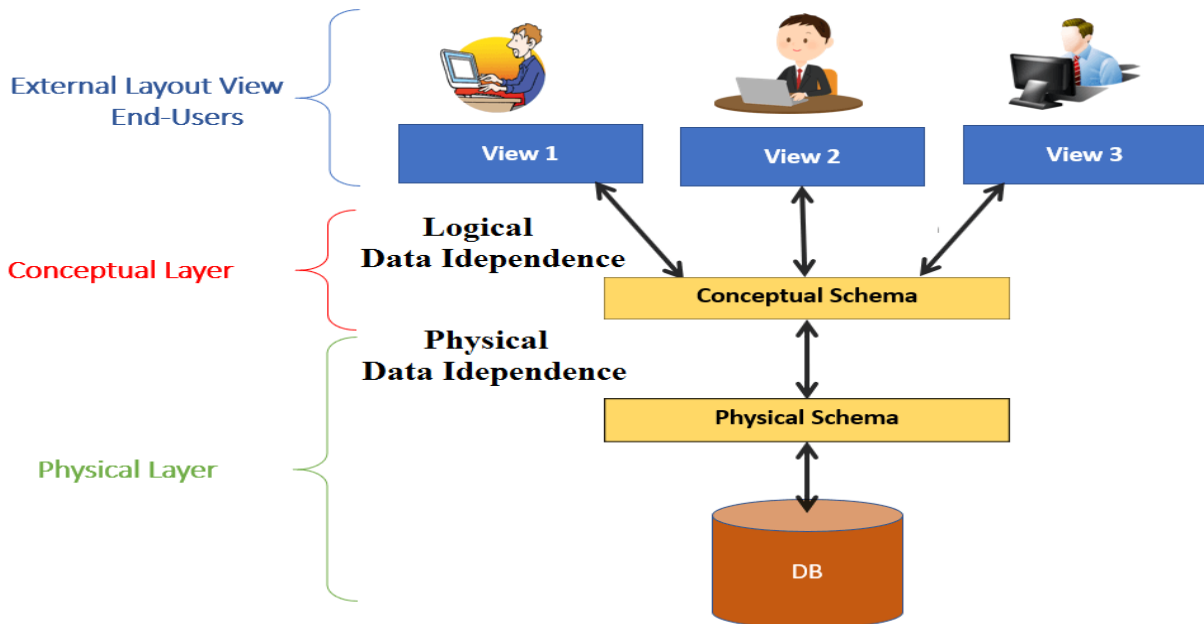 External Layout View
End-Users
View 1
View 2
View 3
Logical
Data Idependence
Conceptual Layer
Conceptual Schema
Physical
Data Idependence
Physical Schema
Physical Layer
DB